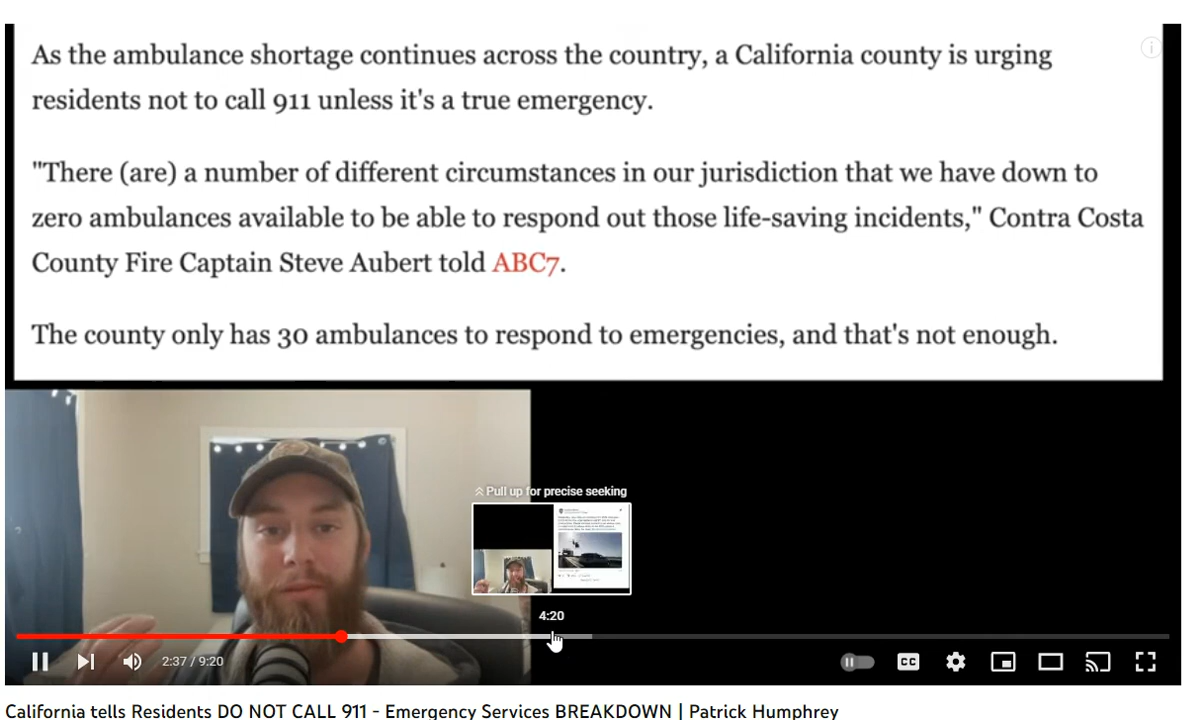 As the ambulance shortage continues across the country, a California county is urging
residents not to call 911 unless it's a true emergency.
"There (are) a number of different circumstances in our jurisdiction that we have down to
zero ambulances available to be able to respond out those life-saving incidents," Contra Costa
County Fire Captain Steve Aubert told ABC7.
The county only has 30 ambulances to respond to emergencies, and that's not enough.
Pull up for precise seeking
4:20
2:37 / 9:20
CC
California tells Residents DO NOT CALL 911 - Emergency Services BREAKDOWN | Patrick Humphrey